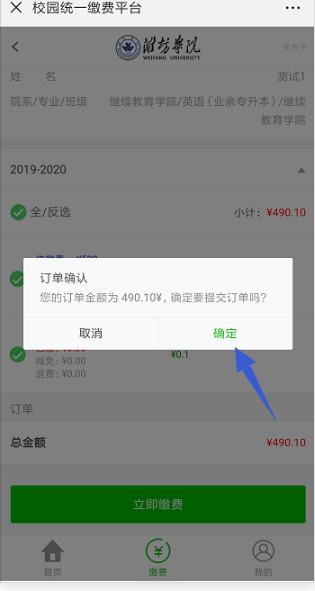 校园统一缴费平台
潍坊学院
WEIFANG UNIVERSITY
姓 名 测试1
院系/专业/班级 继续教育学院/英语（业余专升本）/继续
教育学院
2019-2020
全/反选 小计：¥490.10
订单确认
您的订单金额为 490.10¥, 确定要提交订单吗?
取消 确定
¥0.1
减免: ¥0.00
退费: ¥0.00
订单
总金额 ¥490.10
立即缴费
首页 缴费 我的